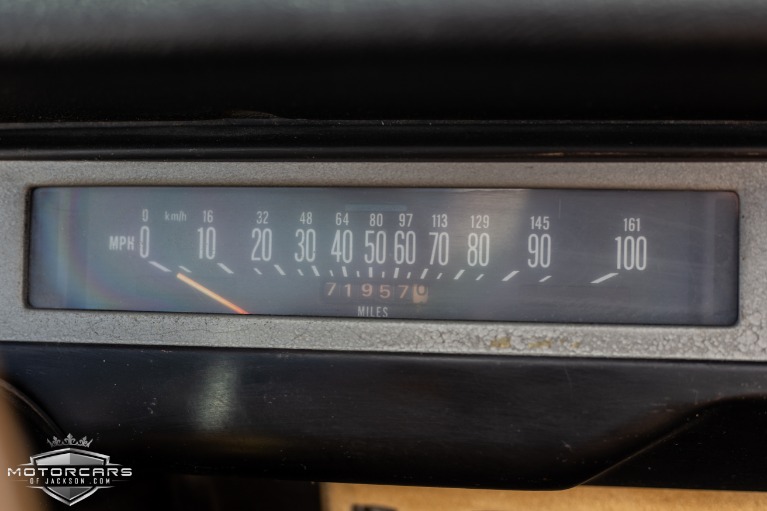 0 km/h 16 32 48 64 80 97 113 129 145 161
MPH 0 10 20 30 40 50 60 70 80 90 100
719570
MILES
MOTORCARS
OF JACKSON .COM